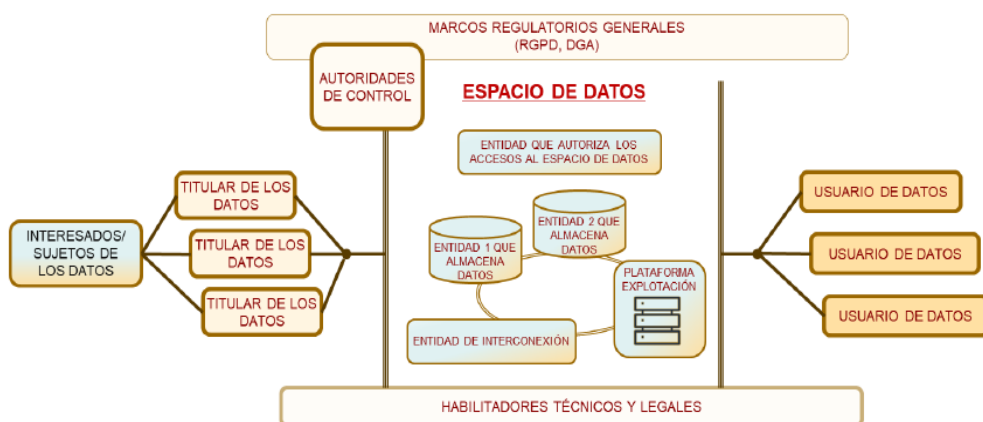 MARCOS REGULATORIOS GENERALES
(RGPD, DGA)
AUTORIDADES
DE CONTROL
ESPACIO DE DATOS
ENTIDAD QUE AUTORIZA LOS
ACCESOS AL ESPACIO DE DATOS
INTERESADOS/
SUJETOS DE
LOS DATOS
TITULAR DE LOS
DATOS
TITULAR DE LOS
DATOS
TITULAR DE LOS
DATOS
ENTIDAD 1 QUE
ALMACENA
DATOS
ENTIDAD 2 QUE
ALMACENA
DATOS
PLATAFORMA
EXPLOTACIÓN
ENTIDAD DE INTERCONEXIÓN
USUARIO DE DATOS
USUARIO DE DATOS
USUARIO DE DATOS
HABILITADORES TÉCNICOS Y LEGALES